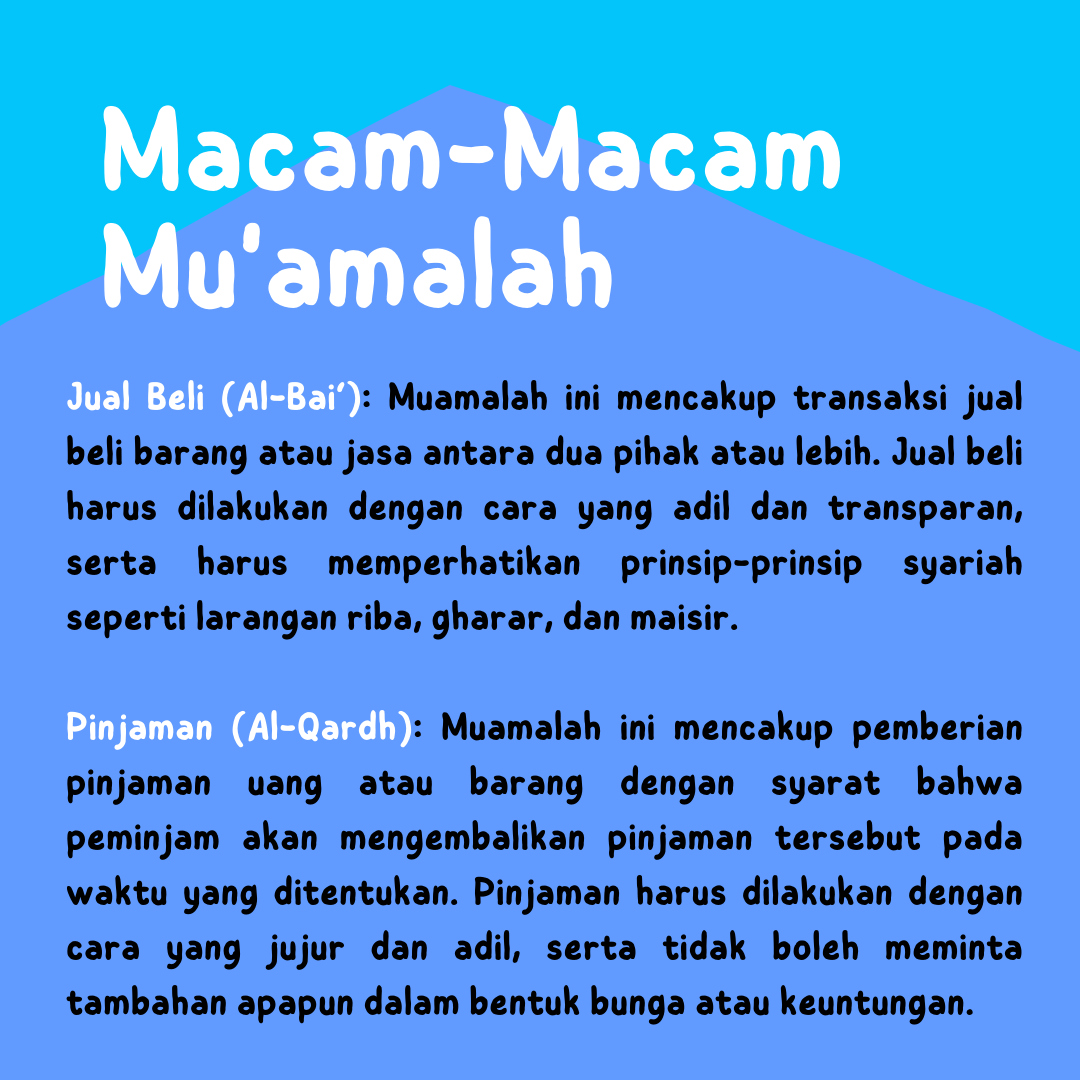 Macam-Macam
Mu'amalah
Jual Beli (Al-Bai'): Muamalah ini mencakup transaksi jual
beli barang atau jasa antara dua pihak atau lebih. Jual beli
harus dilakukan dengan cara yang adil dan transparan,
serta harus memperhatikan prinsip-prinsip syariah
seperti larangan riba, gharar, dan maisir.
Pinjaman (Al-Qardh): Muamalah ini mencakup pemberian
pinjaman uang atau barang dengan syarat bahwa
peminjam akan mengembalikan pinjaman tersebut pada
waktu yang ditentukan. Pinjaman harus dilakukan dengan
cara yang jujur dan adil, serta tidak boleh meminta
tambahan apapun dalam bentuk bunga atau keuntungan.